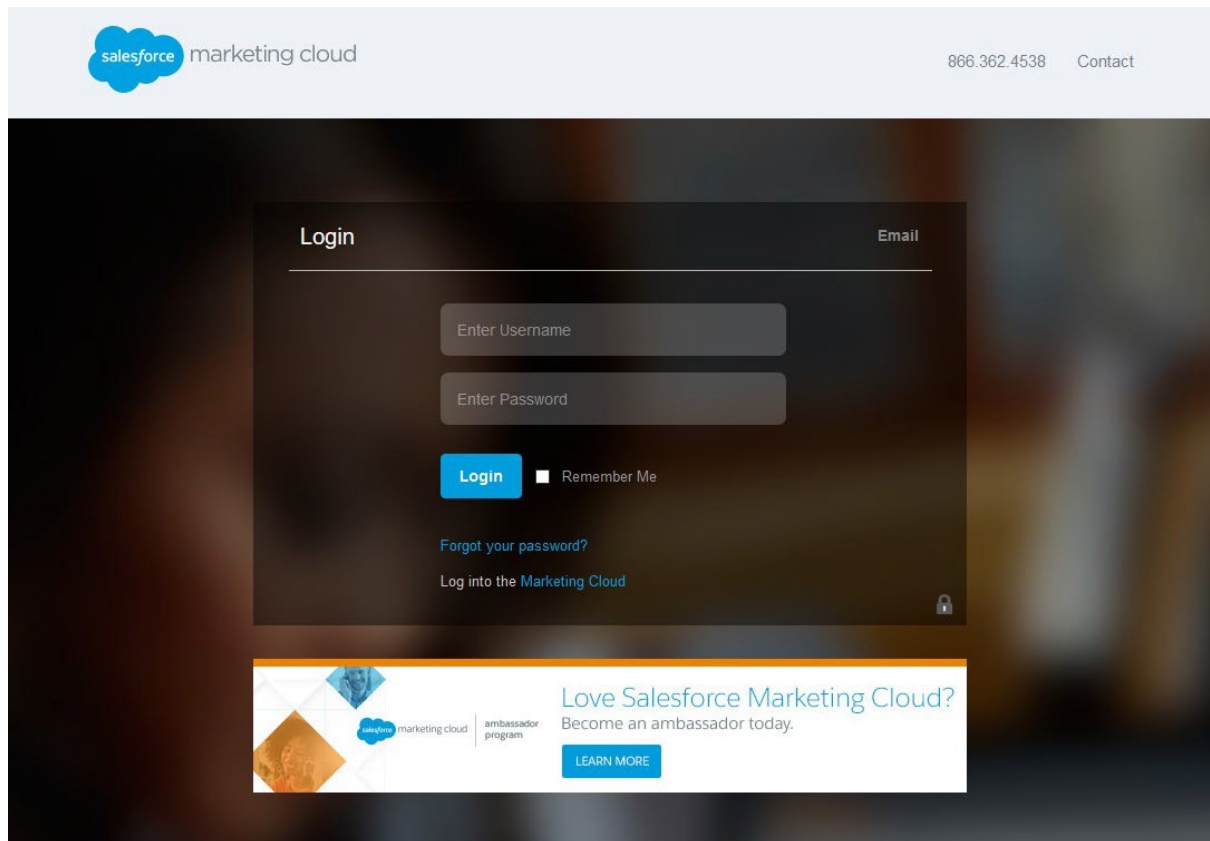 salesforce marketing cloud
866.362.4538 Contact
Login Email
Enter Username
Enter Password
Login Remember Me
Forgot your password?
Log into the Marketing Cloud
Love Salesforce Marketing Cloud?
salesforce marketing cloud ambassador program
Become an ambassador today.
LEARN MORE